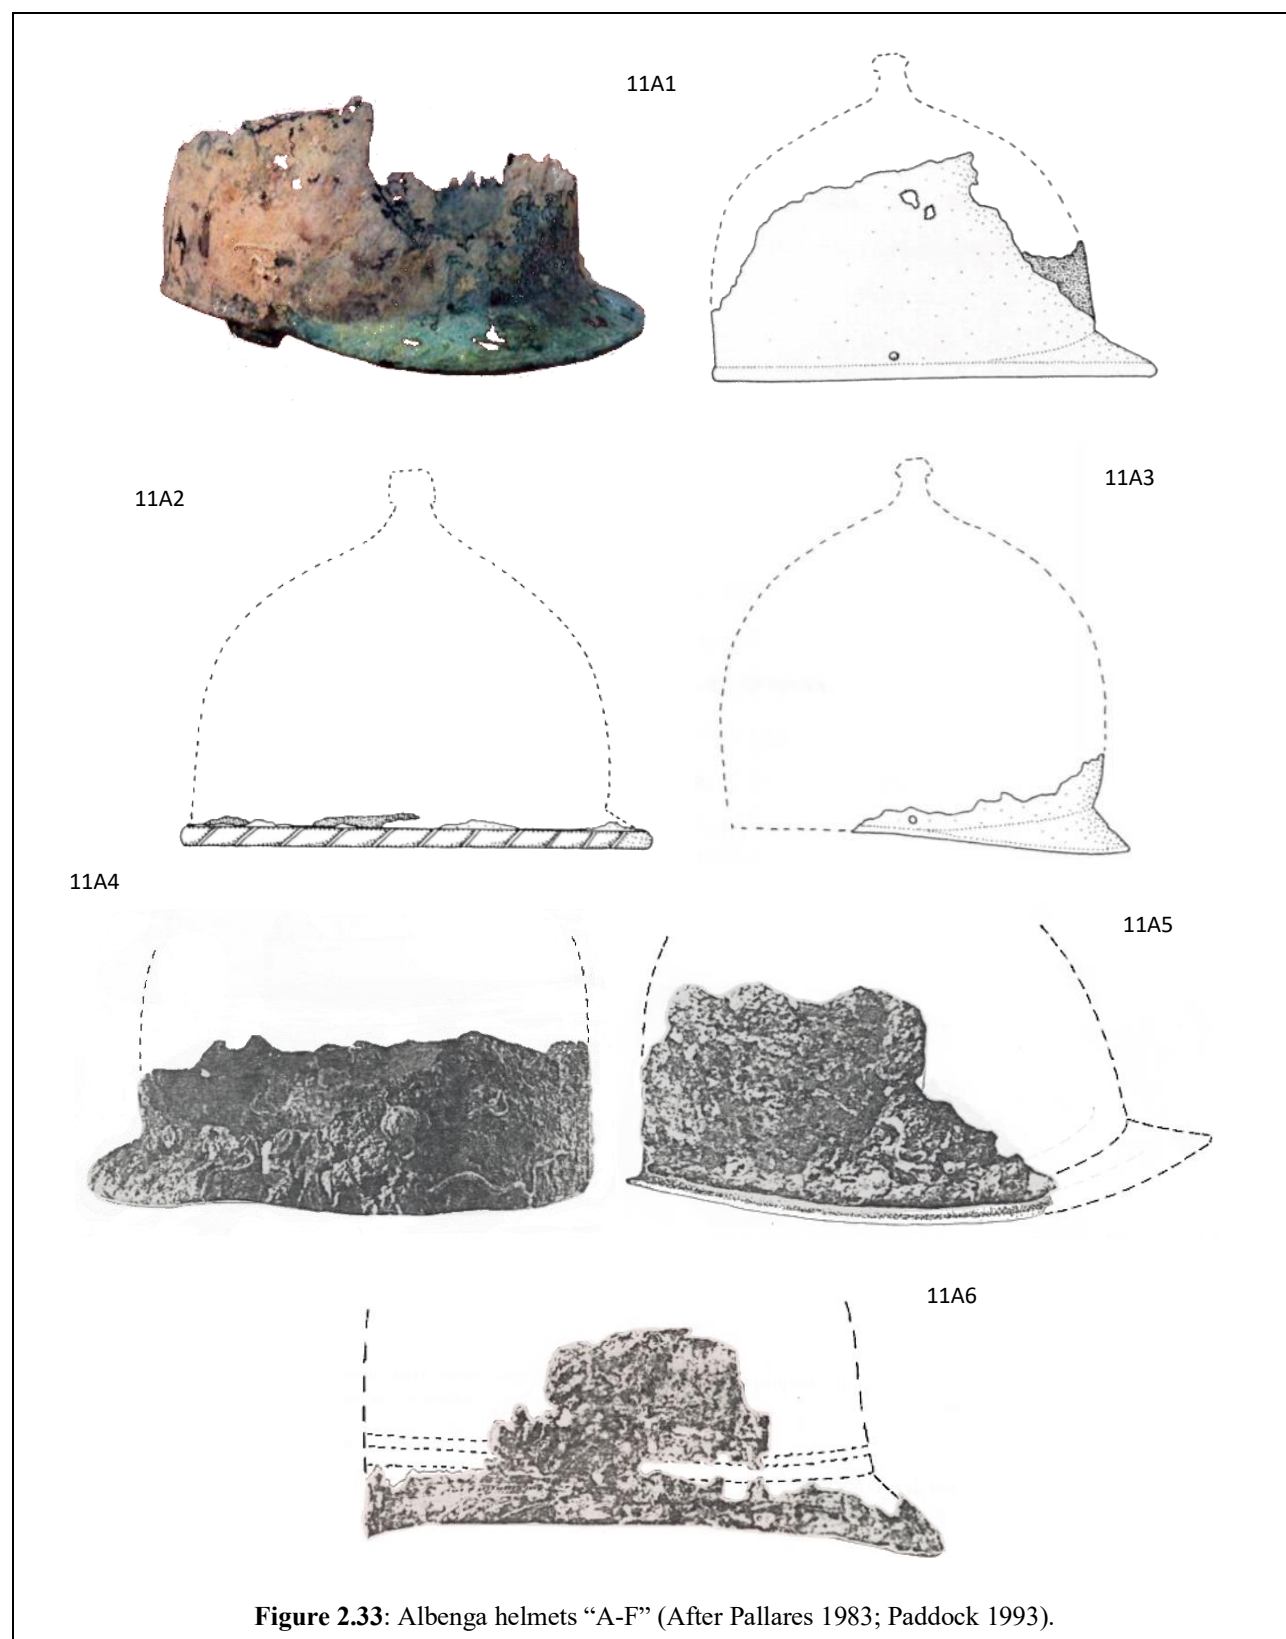 11A1
11A2
11A3
11A4
11A5
11A6
Figure 2.33: Albenga helmets “A-F” (After Pallares 1983; Paddock 1993).